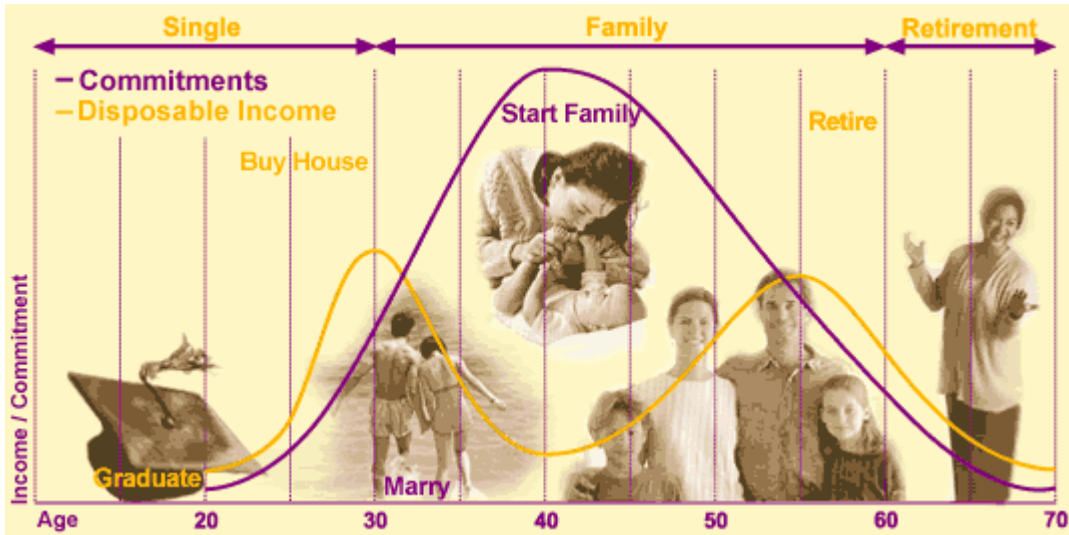 Single Family Retirement
Commitments
Disposable Income
Start Family
Retire
Buy House
Income / Commitment
Graduate
Marry
Age 20 30 40 50 60 70